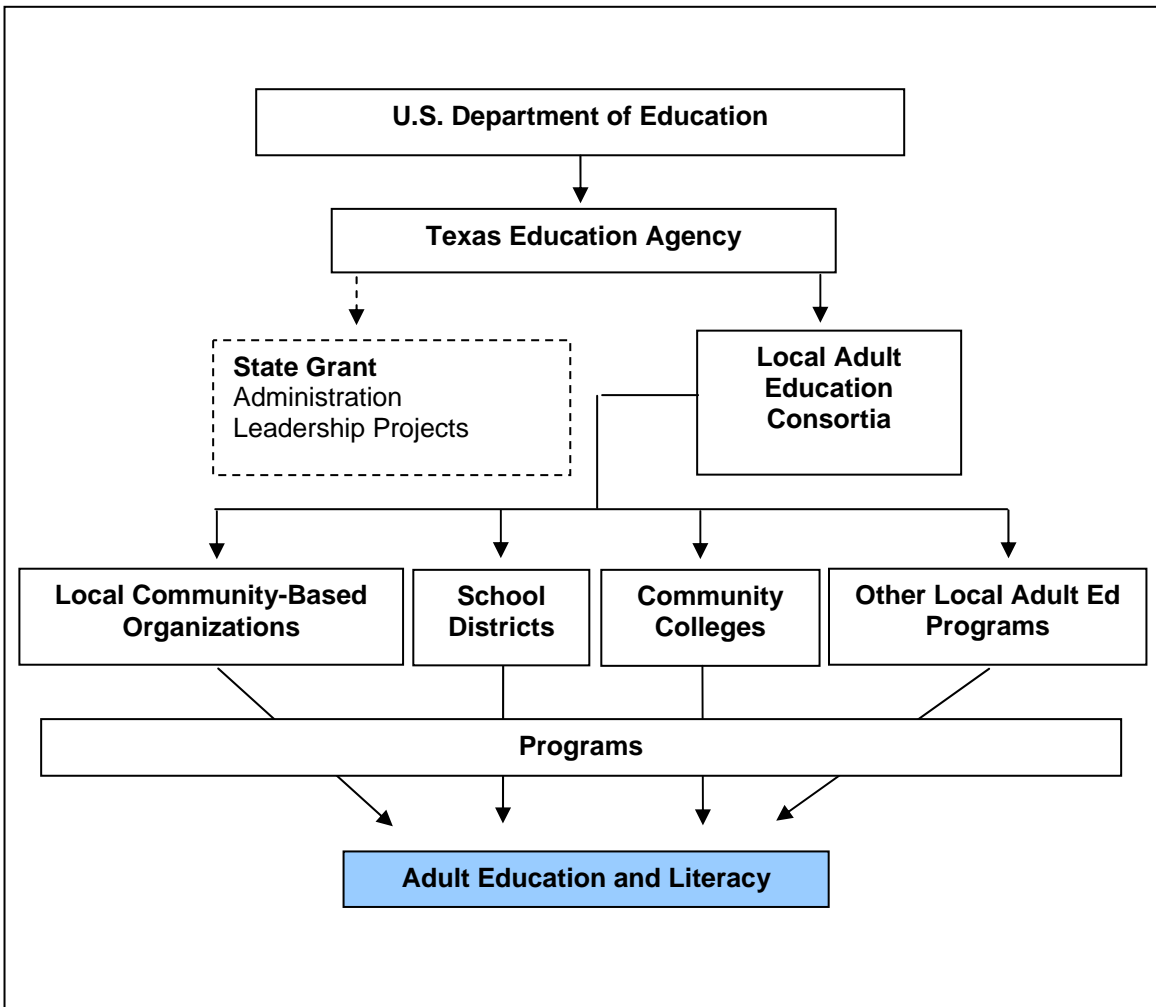 U.S. Department of Education
Texas Education Agency
State Grant
Administration
Leadership Projects
Local Adult
Education
Consortia
Local Community-Based
Organizations
School
Districts
Community
Colleges
Other Local Adult Ed
Programs
Programs
Adult Education and Literacy